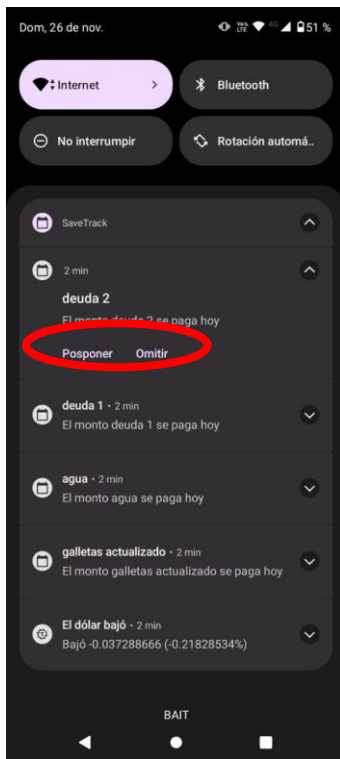 Dom, 26 de nov. VoWi LTE 4G 51 %
Internet Bluetooth
No interrumpir Rotación automá..
SaveTrack
2 min
deuda 2
El monto deuda 2 se paga hoy
Posponer Omitir
deuda 1 • 2 min
El monto deuda 1 se paga hoy
agua • 2 min
El monto agua se paga hoy
galletas actualizado • 2 min
El monto galletas actualizado se paga hoy
El dólar bajó • 2 min
Bajó -0.037288666 (-0.21828534%)
BAIT